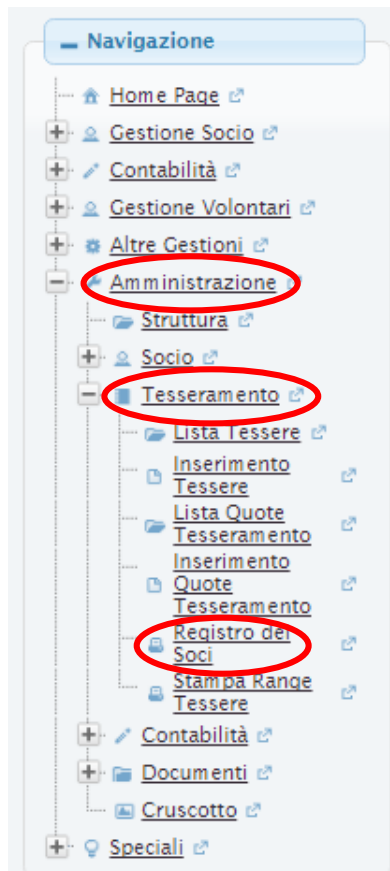 Navigazione
Home Page
Gestione Socio
Contabilità
Gestione Volontari
Altre Gestioni
Amministrazione
Struttura
Socio
Tesseramento
Lista Tessere
Inserimento
Tessere
Lista Quote
Tesseramento
Inserimento
Quote
Tesseramento
Registro dei
Soci
Stampa Range
Tessere
Contabilità
Documenti
Cruscotto
Speciali